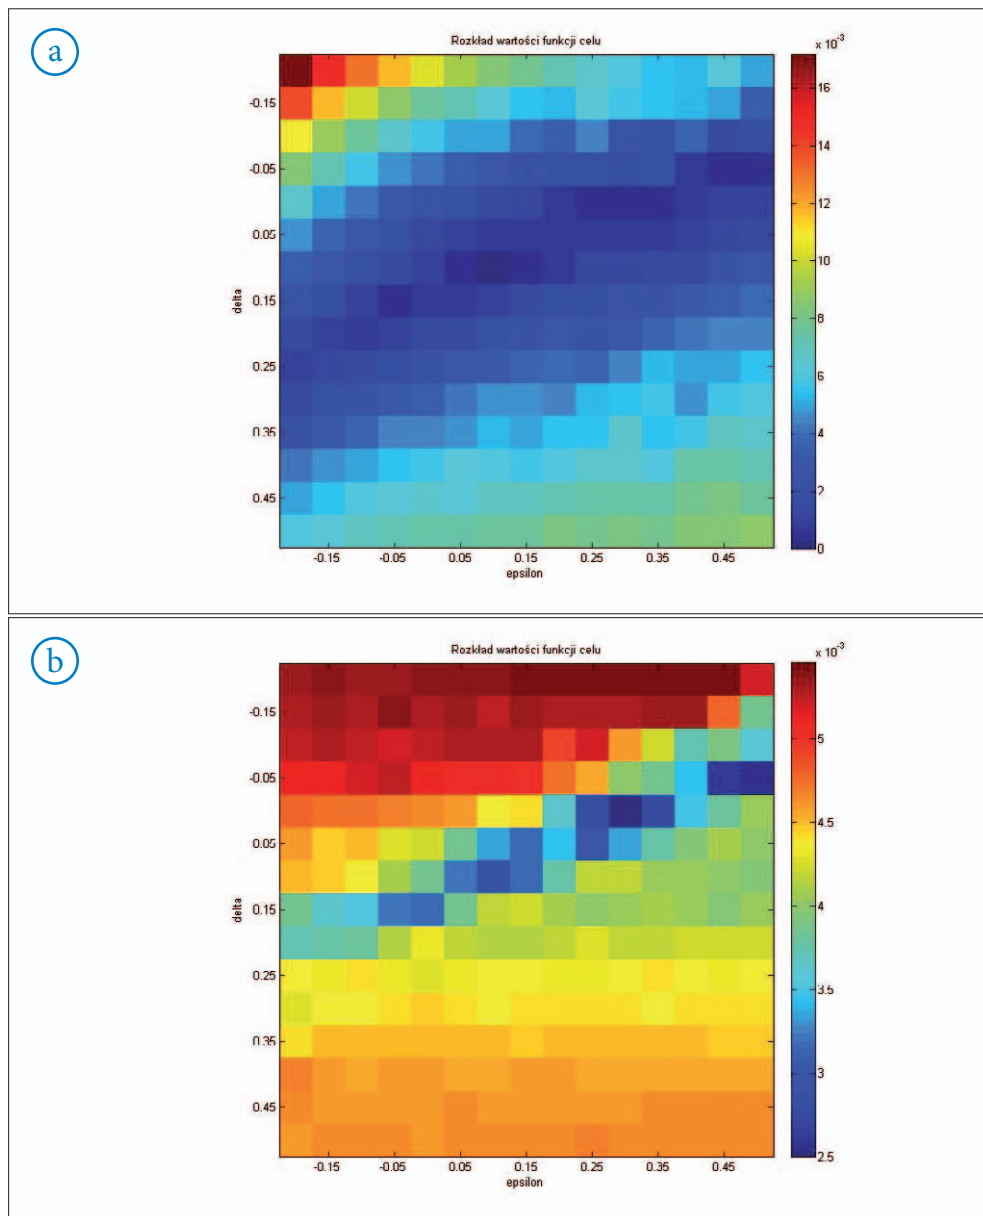 a
Rozkład wartości funkcji celu
x 10⁻³
-0.15
-0.05
0.05
0.15
0.25
0.35
0.45
delta
-0.15 -0.05 0.05 0.15 0.25 0.35 0.45
epsilon
16
14
12
10
8
6
4
2
0
b
Rozkład wartości funkcji celu
x 10⁻³
-0.15
-0.05
0.05
0.15
0.25
0.35
0.45
delta
-0.15 -0.05 0.05 0.15 0.25 0.35 0.45
epsilon
5
4.5
4
3.5
3
2.5